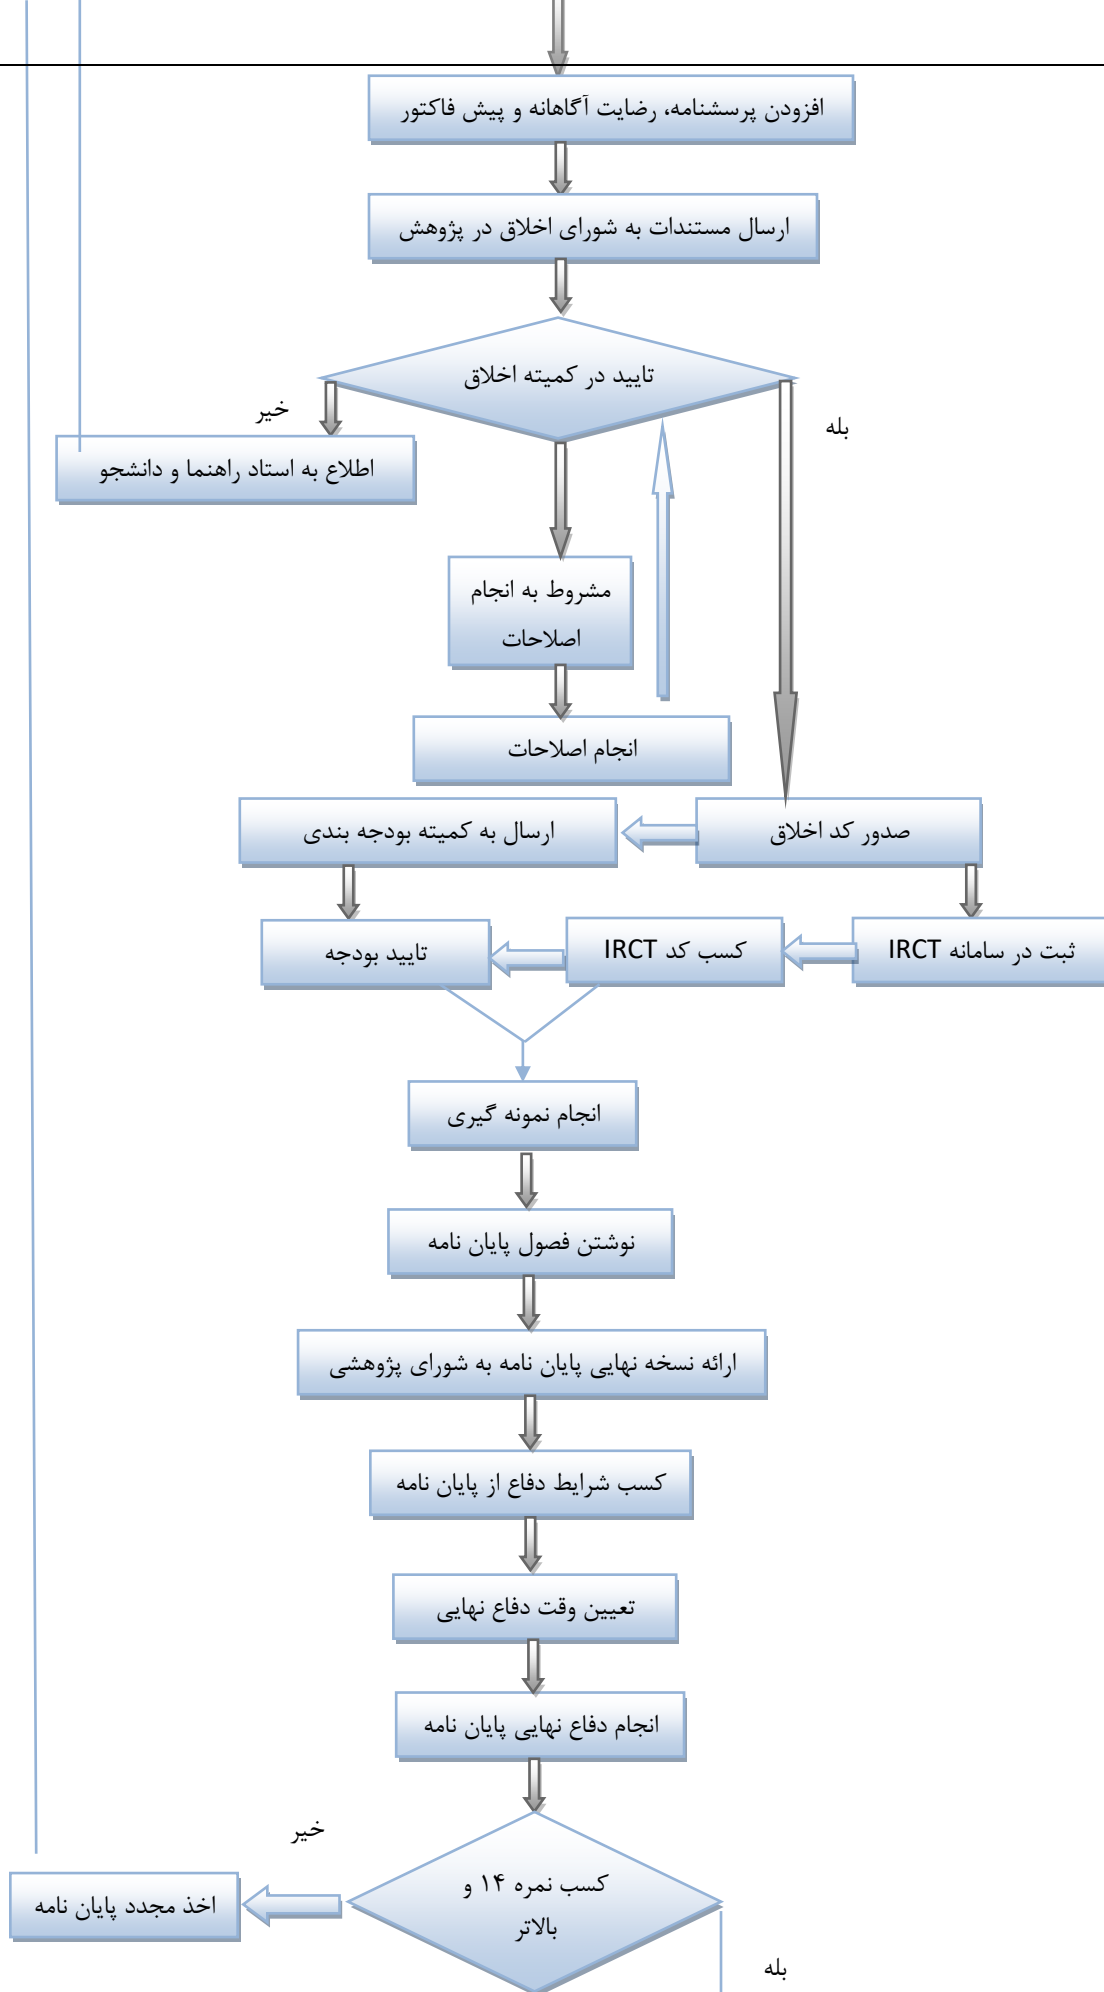 افزودن پرسشنامه، رضایت آگاهانه و پیش فاکتور
ارسال مستندات به شورای اخلاق در پژوهش
تایید در کمیته اخلاق
خیر
بله
اطلاع به استاد راهنما و دانشجو
مشروط به انجام
اصلاحات
انجام اصلاحات
صدور کد اخلاق
ارسال به کمیته بودجه بندی
ثبت در سامانه IRCT
کسب کد IRCT
تایید بودجه
انجام نمونه گیری
نوشتن فصول پایان نامه
ارائه نسخه نهایی پایان نامه به شورای پژوهشی
کسب شرایط دفاع از پایان نامه
تعیین وقت دفاع نهایی
انجام دفاع نهایی پایان نامه
خیر
کسب نمره ۱۴ و
بالاتر
اخذ مجدد پایان نامه
بله